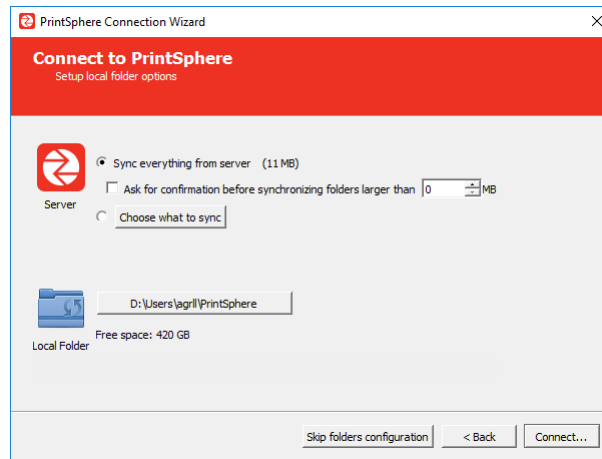 PrintSphere Connection Wizard
Connect to PrintSphere
Setup local folder options
Sync everything from server (11 MB)
Ask for confirmation before synchronizing folders larger than 0 MB
Server
Choose what to sync
D:\Users\agrll\PrintSphere
Free space: 420 GB
Local Folder
Skip folders configuration < Back Connect...